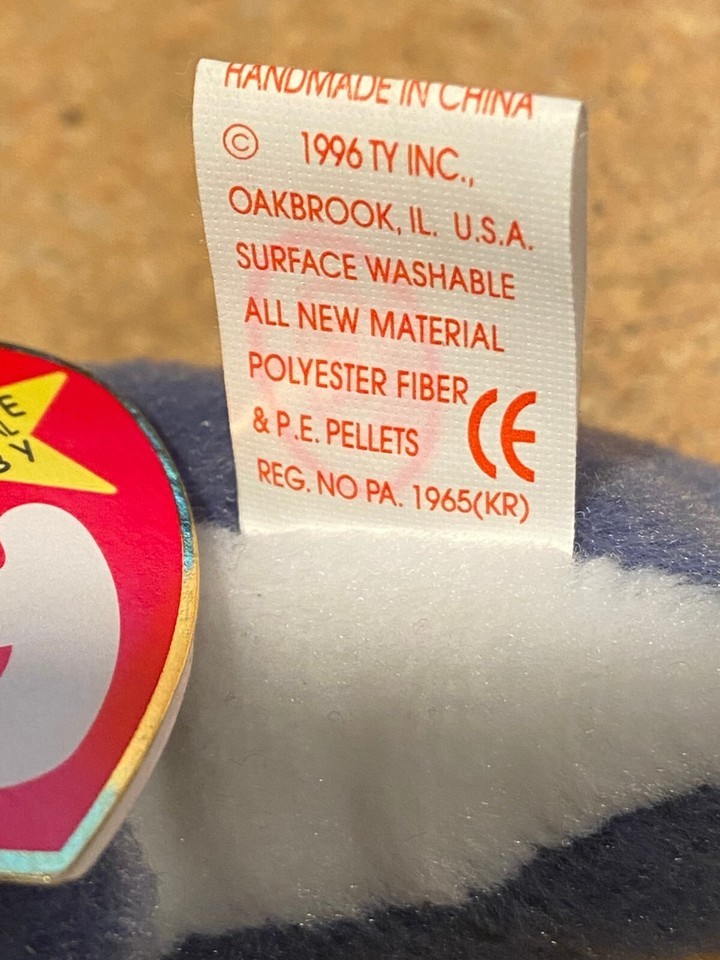 HANDMADE IN CHINA
© 1996 TY INC.,
OAKBROOK, IL. U.S.A.
SURFACE WASHABLE
ALL NEW MATERIAL
POLYESTER FIBER
& P.E. PELLETS
CE
REG. NO PA. 1965(KR)